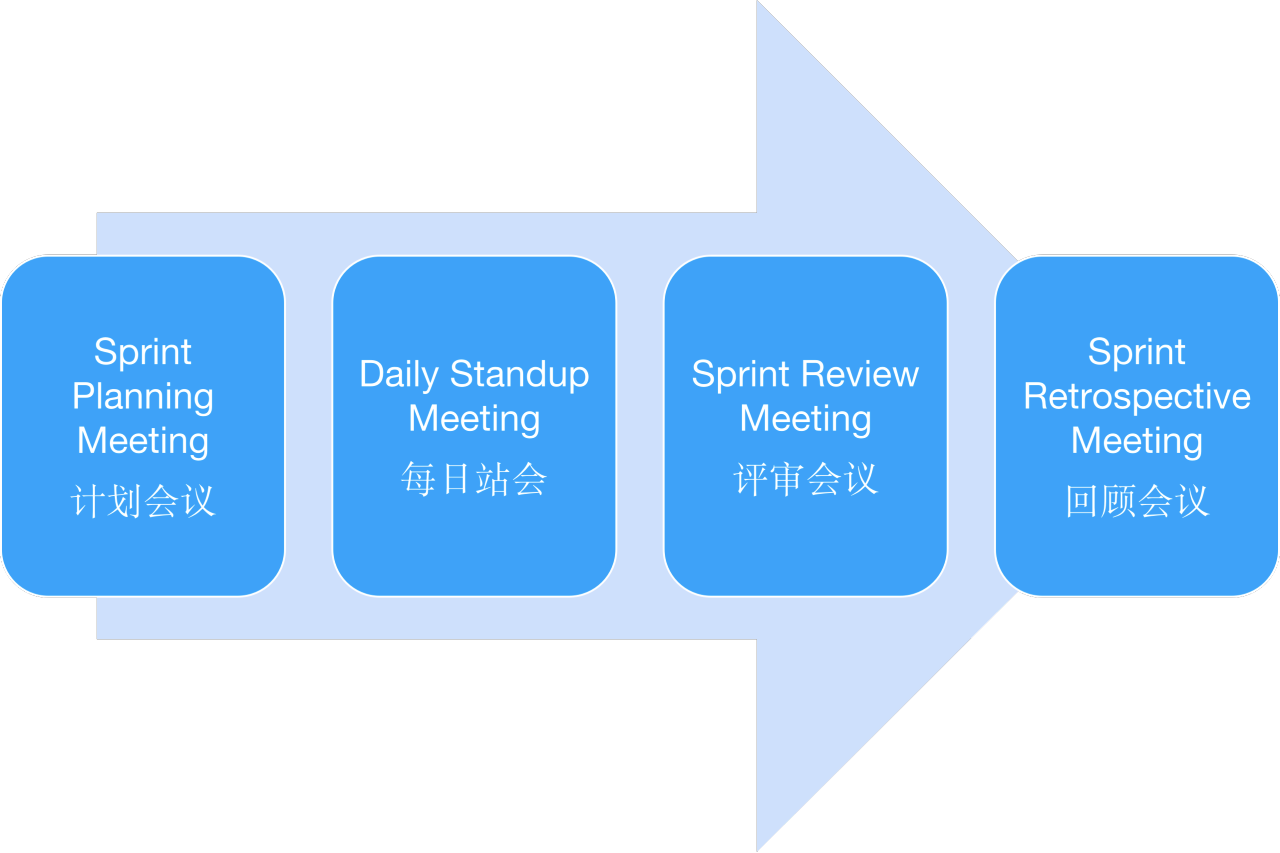 Sprint
Planning
Meeting
计划会议
Daily Standup
Meeting
每日站会
Sprint Review
Meeting
评审会议
Sprint
Retrospective
Meeting
回顾会议